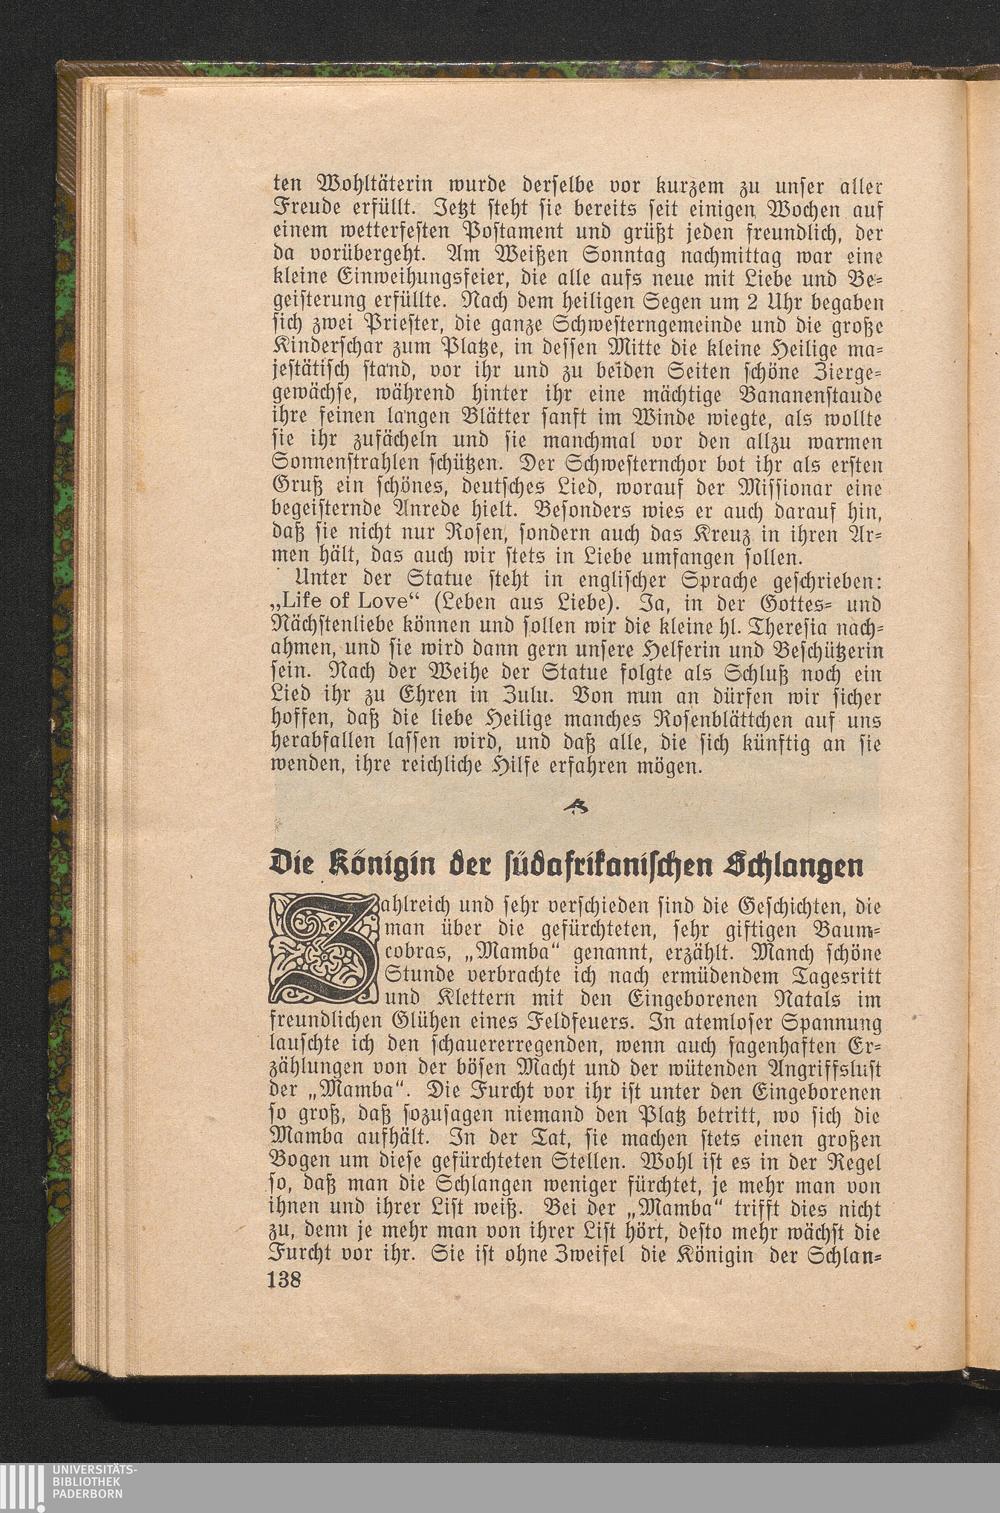 ten Wohltäterin wurde derselbe vor kurzem zu unser aller
Freude erfüllt. Jetzt steht sie bereits seit einigen Wochen auf
einem wetterfesten Postament und grüßt jeden freundlich, der
da vorübergeht. Am Weißen Sonntag nachmittag war eine
kleine Einweihungsfeier, die alle aufs neue mit Liebe und Be-
geisterung erfüllte. Nach dem heiligen Segen um 2 Uhr begaben
sich zwei Priester, die ganze Schwesterngemeinde und die große
Kinderschar zum Platze, in dessen Mitte die kleine Heilige ma-
jestätisch stand, vor ihr und zu beiden Seiten schöne Zierge-
gewächse, während hinter ihr eine mächtige Bananenstaude
ihre feinen langen Blätter sanft im Winde wiegte, als wollte
sie ihr zufächeln und sie manchmal vor den allzu warmen
Sonnenstrahlen schützen. Der Schwesternchor bot ihr als ersten
Gruß ein schönes, deutsches Lied, worauf der Missionar eine
begeisternde Anrede hielt. Besonders wies er auch darauf hin,
daß sie nicht nur Rosen, sondern auch das Kreuz in ihren Ar-
men hält, das auch wir stets in Liebe umfangen sollen.
Unter der Statue steht in englischer Sprache geschrieben:
„Life of Love“ (Leben aus Liebe). Ja, in der Gottes- und
Nächstenliebe können und sollen wir die kleine hl. Theresia nach-
ahmen, und sie wird dann gern unsere Helferin und Beschützerin
sein. Nach der Weihe der Statue folgte als Schluß noch ein
Lied ihr zu Ehren in Zulu. Von nun an dürfen wir sicher
hoffen, daß die liebe Heilige manches Rosenblättchen auf uns
herabfallen lassen wird, und daß alle, die sich künftig an sie
wenden, ihre reichliche Hilfe erfahren mögen.
Die Königin der südafrikanischen Schlangen
Zahlreich und sehr verschieden sind die Geschichten, die
man über die gefürchteten, sehr giftigen Baum-
cobras, „Mamba“ genannt, erzählt. Manch schöne
Stunde verbrachte ich nach ermüdendem Tagesritt
und Klettern mit den Eingeborenen Natals im
freundlichen Glühen eines Feldfeuers. In atemloser Spannung
lauschte ich den schauererregenden, wenn auch sagenhaften Er-
zählungen von der bösen Macht und der wütenden Angriffslust
der „Mamba“. Die Furcht vor ihr ist unter den Eingeborenen
so groß, daß sozusagen niemand den Platz betritt, wo sich die
Mamba aufhält. In der Tat, sie machen stets einen großen
Bogen um diese gefürchteten Stellen. Wohl ist es in der Regel
so, daß man die Schlangen weniger fürchtet, je mehr man von
ihnen und ihrer List weiß. Bei der „Mamba“ trifft dies nicht
zu, denn je mehr man von ihrer List hört, desto mehr wächst die
Furcht vor ihr. Sie ist ohne Zweifel die Königin der Schlan-
138
UNIVERSITÄTS-
BIBLIOTHEK
PADERBORN